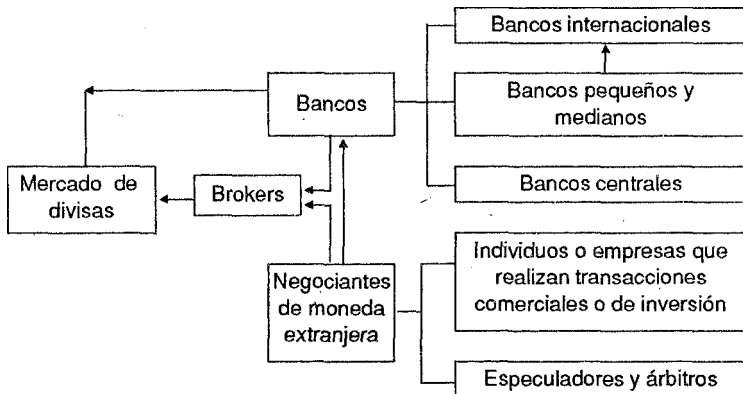 Bancos internacionales
Bancos pequeños y
medianos
Bancos
Bancos centrales
Mercado de
divisas
Brokers
Negociantes
de moneda
extranjera
Individuos o empresas que
realizan transacciones
comerciales o de inversión
Especuladores y árbitros